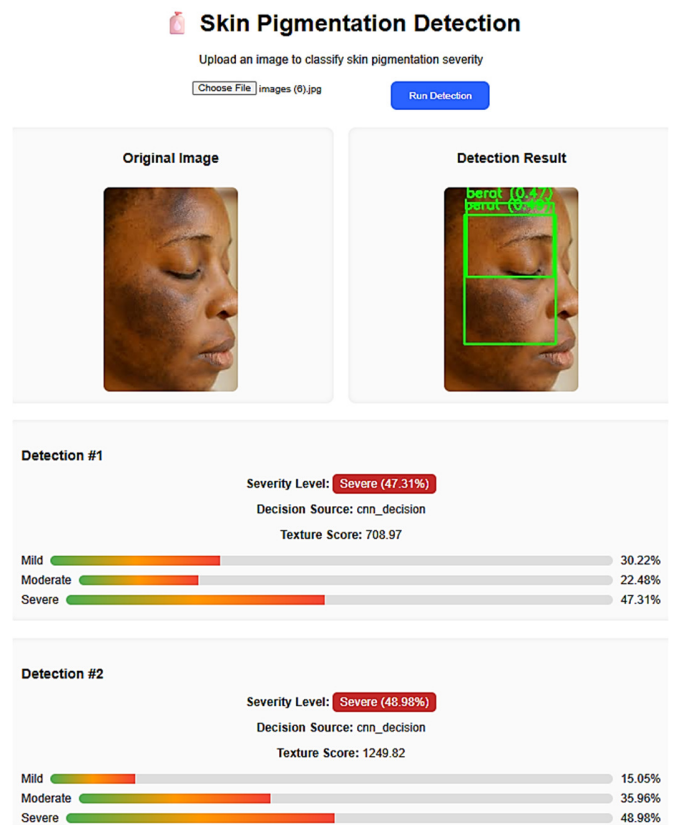 Skin Pigmentation Detection
Upload an image to classify skin pigmentation severity
Choose File images (6).jpg
Run Detection
Original Image
Detection Result
berat (0.47)
berat (0.49)
Detection #1
Severity Level: Severe (47.31%)
Decision Source: cnn_decision
Texture Score: 708.97
Mild 30.22%
Moderate 22.48%
Severe 47.31%
Detection #2
Severity Level: Severe (48.98%)
Decision Source: cnn_decision
Texture Score: 1249.82
Mild 15.05%
Moderate 35.96%
Severe 48.98%